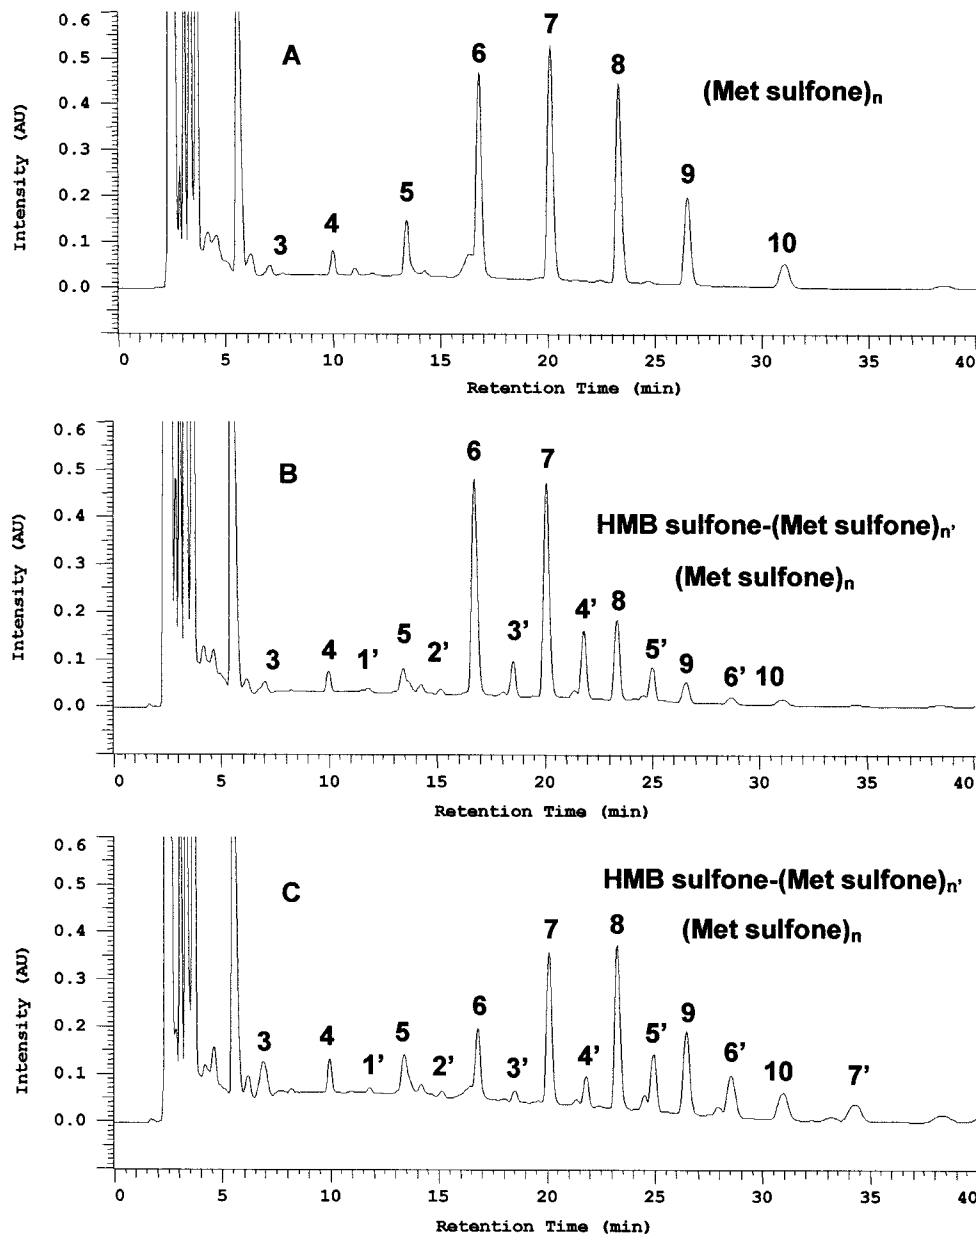 A
(Met sulfone)n
3 4 5 6 7 8 9 10
0.6
0.5
0.4
0.3
0.2
0.1
0.0
Intensity (AU)
0 5 10 15 20 25 30 35 40
Retention Time (min)
B
HMB sulfone-(Met sulfone)n'
(Met sulfone)n
3 4 1’ 5 2’ 6 3’ 7 4’ 8 5’ 9 6’ 10
0.6
0.5
0.4
0.3
0.2
0.1
0.0
Intensity (AU)
0 5 10 15 20 25 30 35 40
Retention Time (min)
C
HMB sulfone-(Met sulfone)n'
(Met sulfone)n
3 4 1’ 5 2’ 6 3’ 7 4’ 8 5’ 9 6’ 10 7’
0.6
0.5
0.4
0.3
0.2
0.1
0.0
Intensity (AU)
0 5 10 15 20 25 30 35 40
Retention Time (min)